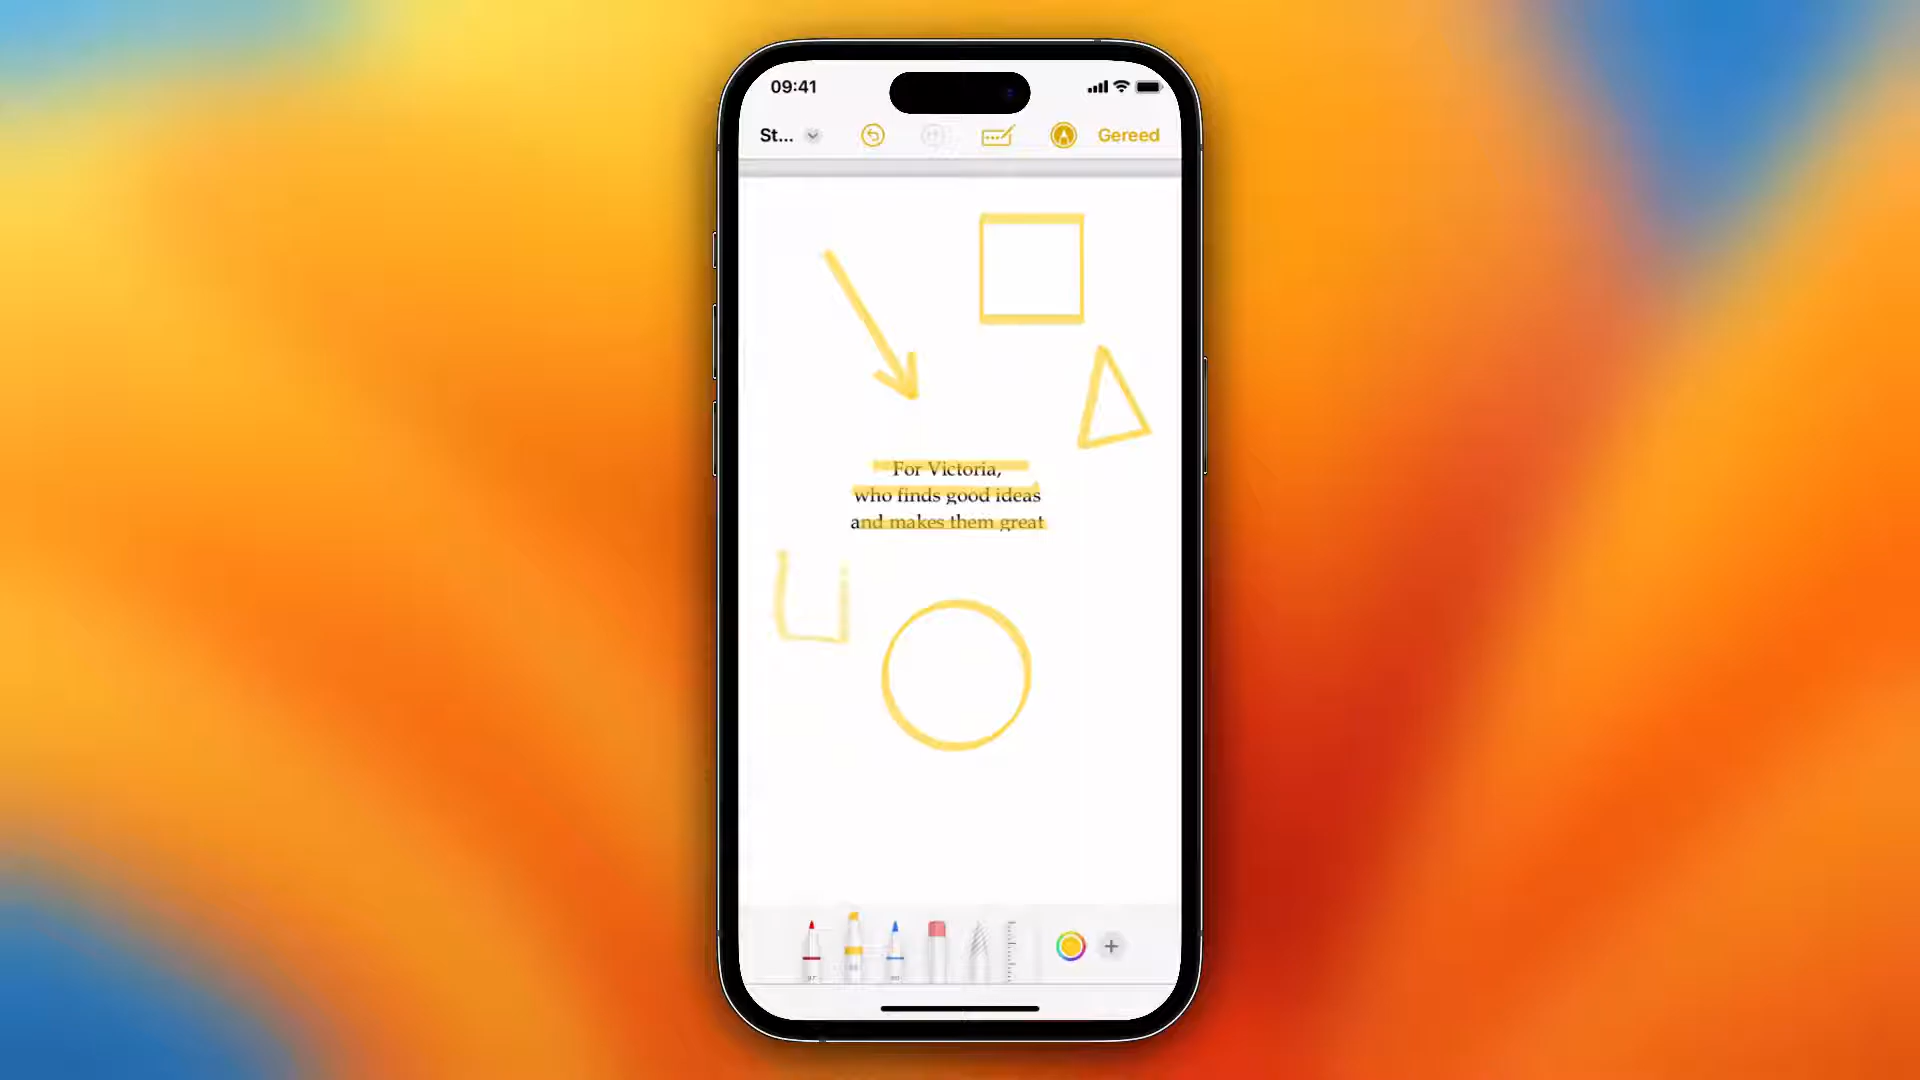 09:41
St... Gereed
For Victoria,
who finds good ideas
and makes them great